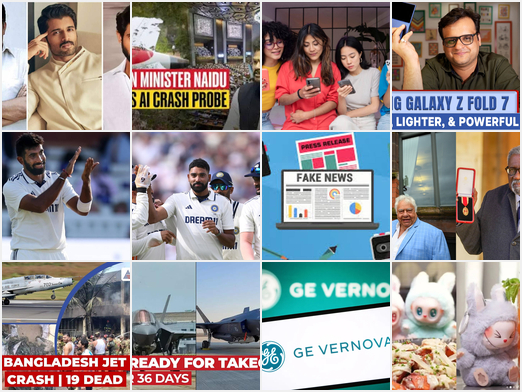 N MINISTER NAIDU
S AI CRASH PROBE
G GALAXY Z FOLD 7
LIGHTER, & POWERFUL
DREAM
PRESS RELEASE
FAKE NEWS
BANGLADESH JET
CRASH | 19 DEAD
READY FOR TAKE
R 36 DAYS
GE VERNO
GE VERNOVA